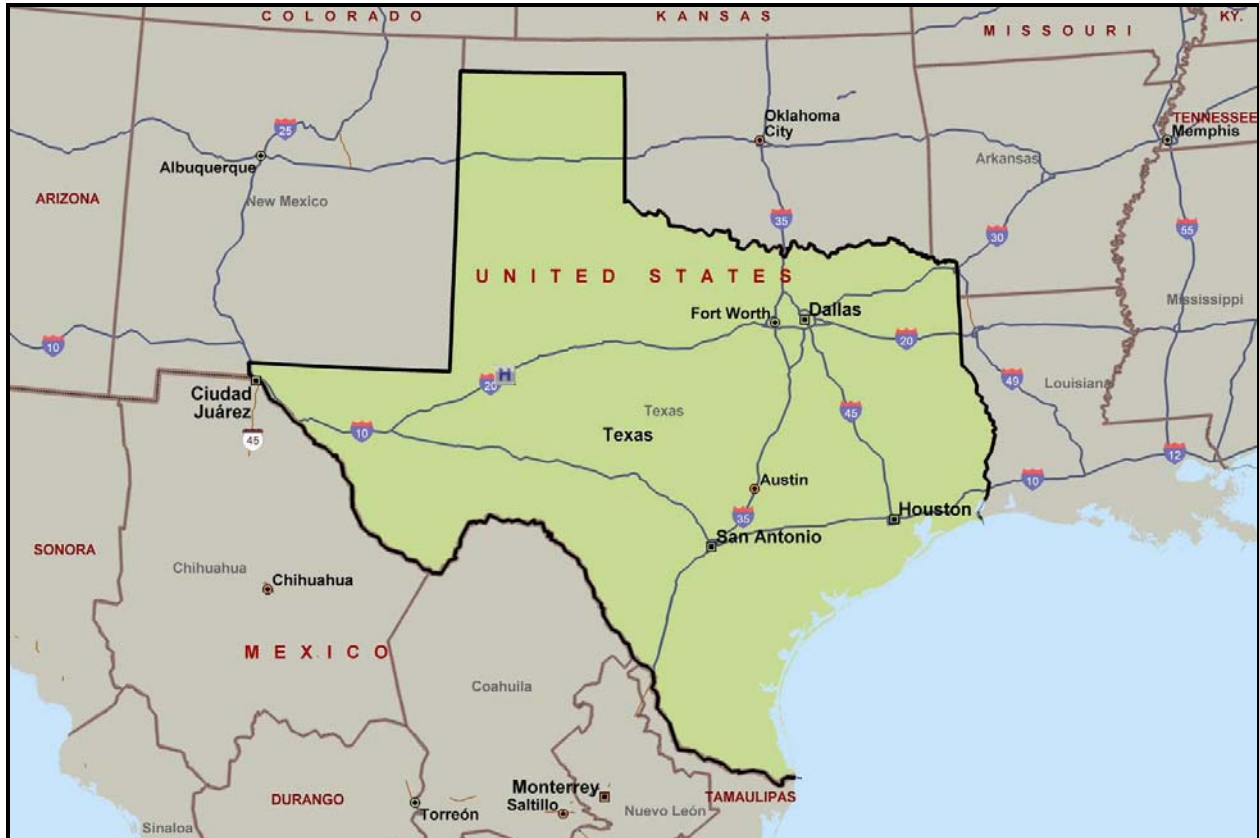 COLORADO
KANSAS
MISSOURI
KY.
Oklahoma
City
TENNESSEE
Memphis
25
Albuquerque
Arkansas
ARIZONA
New Mexico
35
55
30
UNITED STATES
Mississippi
Fort Worth
Dallas
10
20
20
H
49
Louisiana
Ciudad
Juárez
45
10
Texas
Texas
45
12
Austin
10
35
Houston
San Antonio
SONORA
Chihuahua
Chihuahua
MEXICO
Coahuila
Monterrey
DURANGO
Saltillo
TAMAULIPAS
Torreón
Nuevo León
Sinaloa